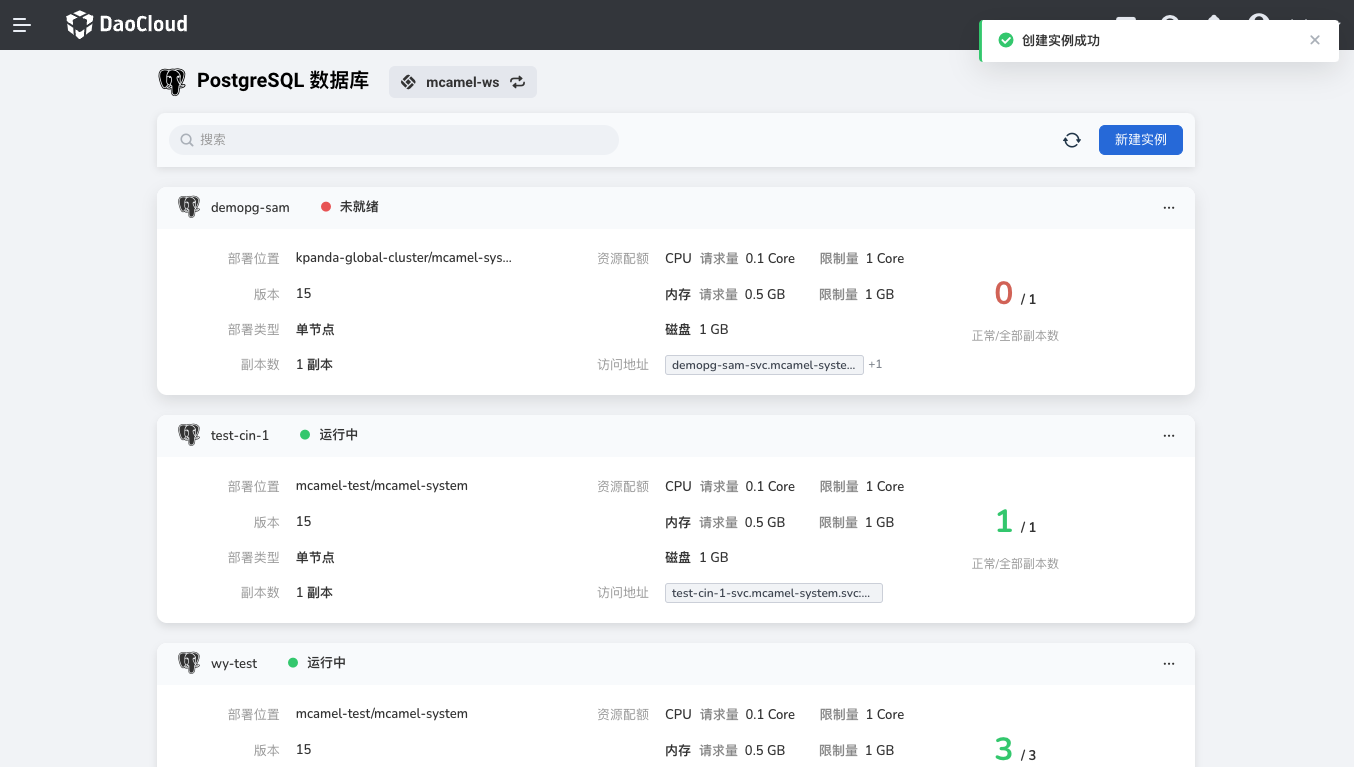 DaoCloud
创建实例成功
PostgreSQL 数据库
mcamel-ws
搜索
新建实例
demopg-sam
未就绪
部署位置 kpanda-global-cluster/mcamel-sys... 资源配额 CPU 请求量 0.1 Core 限制量 1 Core
版本 15 内存 请求量 0.5 GB 限制量 1 GB
0 / 1
部署类型 单节点 磁盘 1 GB
正常/全部副本数
副本数 1 副本 访问地址 demopg-sam-svc.mcamel-syste... +1
test-cin-1
运行中
部署位置 mcamel-test/mcamel-system 资源配额 CPU 请求量 0.1 Core 限制量 1 Core
版本 15 内存 请求量 0.5 GB 限制量 1 GB
1 / 1
部署类型 单节点 磁盘 1 GB
正常/全部副本数
副本数 1 副本 访问地址 test-cin-1-svc.mcamel-system.svc:...
wy-test
运行中
部署位置 mcamel-test/mcamel-system 资源配额 CPU 请求量 0.1 Core 限制量 1 Core
版本 15 内存 请求量 0.5 GB 限制量 1 GB
3 / 3